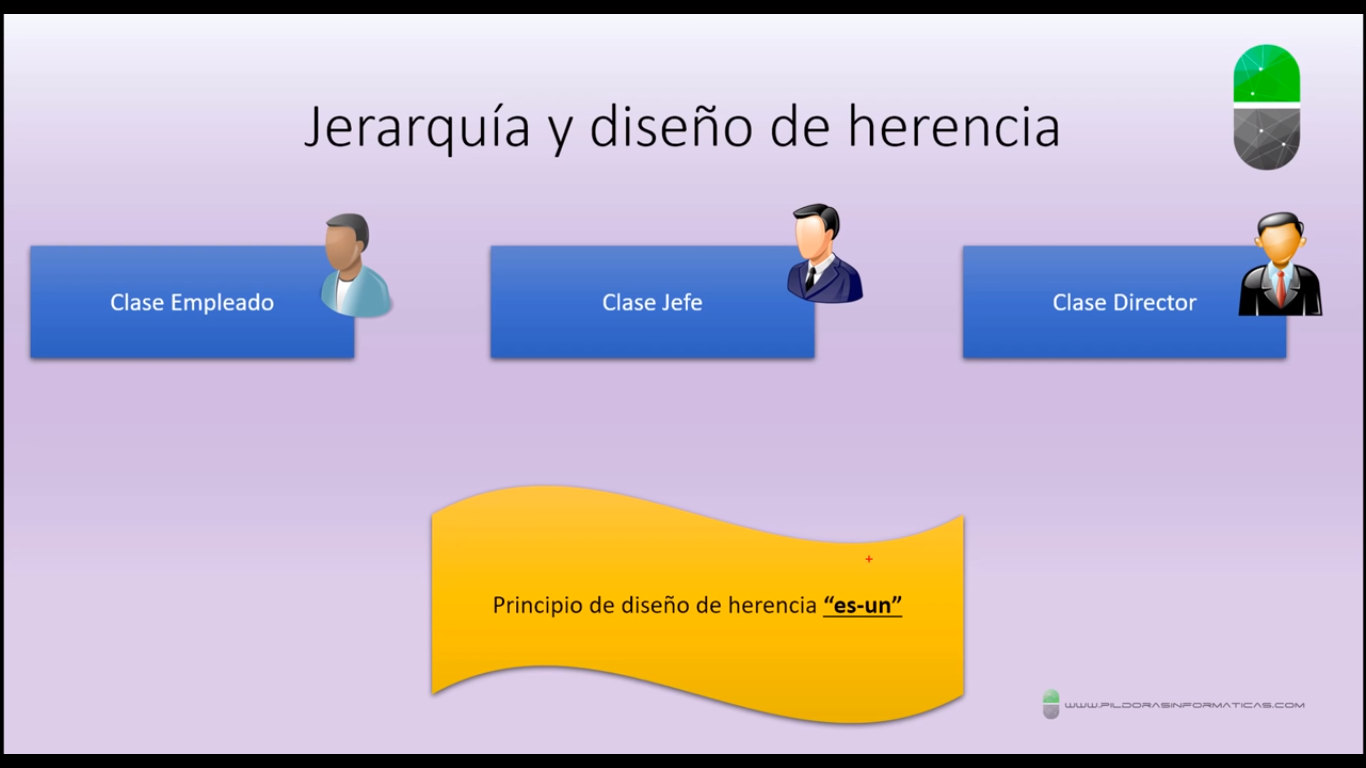 Jerarquía y diseño de herencia
Clase Empleado
Clase Jefe
Clase Director
Principio de diseño de herencia “es-un”
WWW.PILDORASINFORMATICAS.COM